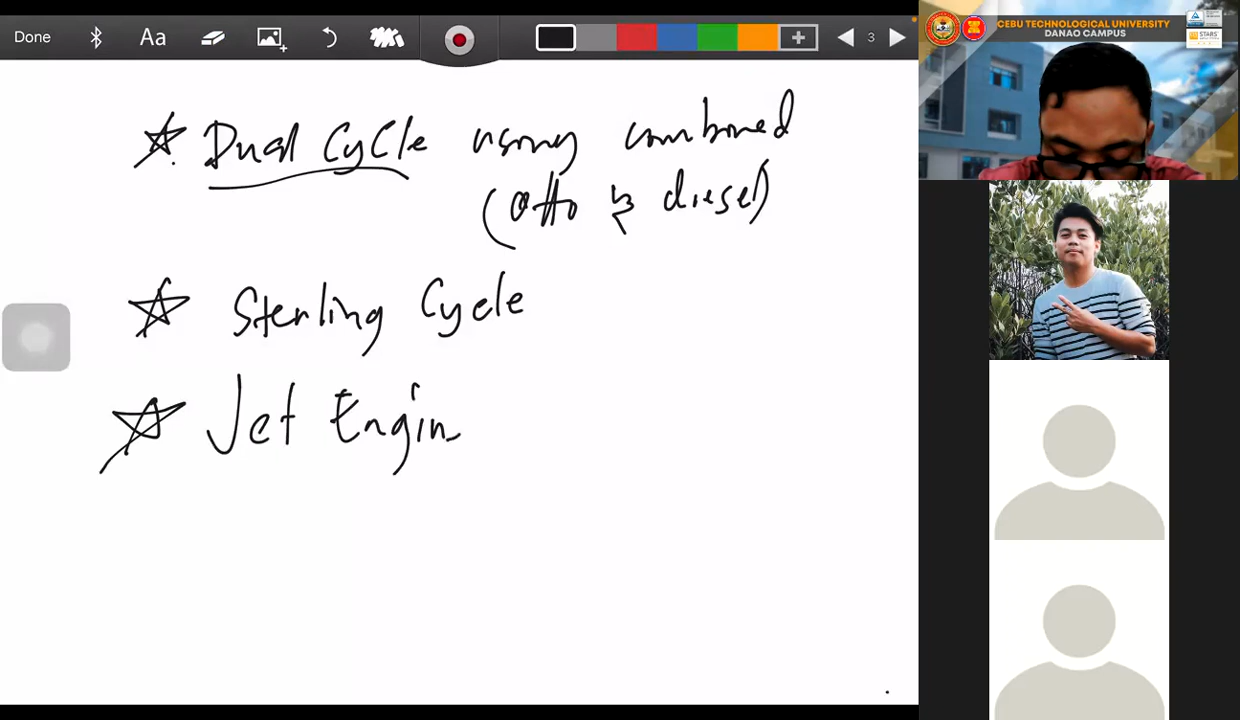 Done Aa 3
CEBU TECHNOLOGICAL UNIVERSITY
DANAO CAMPUS
STARS
Dual Cycle using combined
(otto & diesel)
Sterling Cycle
Jet Engin